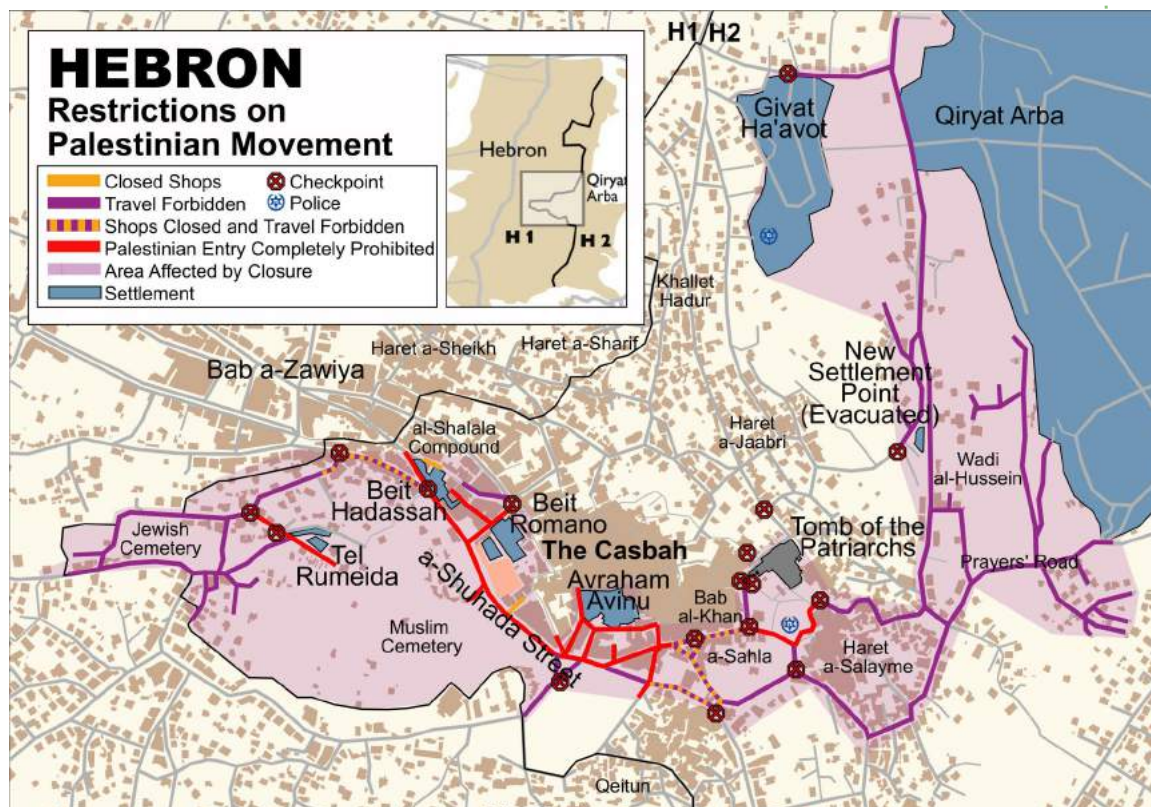 HEBRON
Restrictions on
Palestinian Movement
Closed Shops
Checkpoint
Travel Forbidden
Police
Shops Closed and Travel Forbidden
Palestinian Entry Completely Prohibited
Area Affected by Closure
Settlement
Hebron
Qiryat
Arba
H 1
H 2
H1 H2
Givat
Ha'avot
Qiryat Arba
Khallet
Hadur
Haret a-Sheikh
Haret a-Sharif
Bab a-Zawiya
New
Settlement
Point
(Evacuated)
al-Shalala
Compound
Haret
a-Jaabri
Wadi
al-Hussein
Beit
Hadassah
Beit
Romano
Tomb of the
Patriarchs
Jewish
Cemetery
Tel
Rumeida
The Casbah
Prayers' Road
a-Shuhada Street
Avraham
Avinu
Bab
al-Khan
Muslim
Cemetery
a-Sahla
Haret
a-Salayme
Qeitun